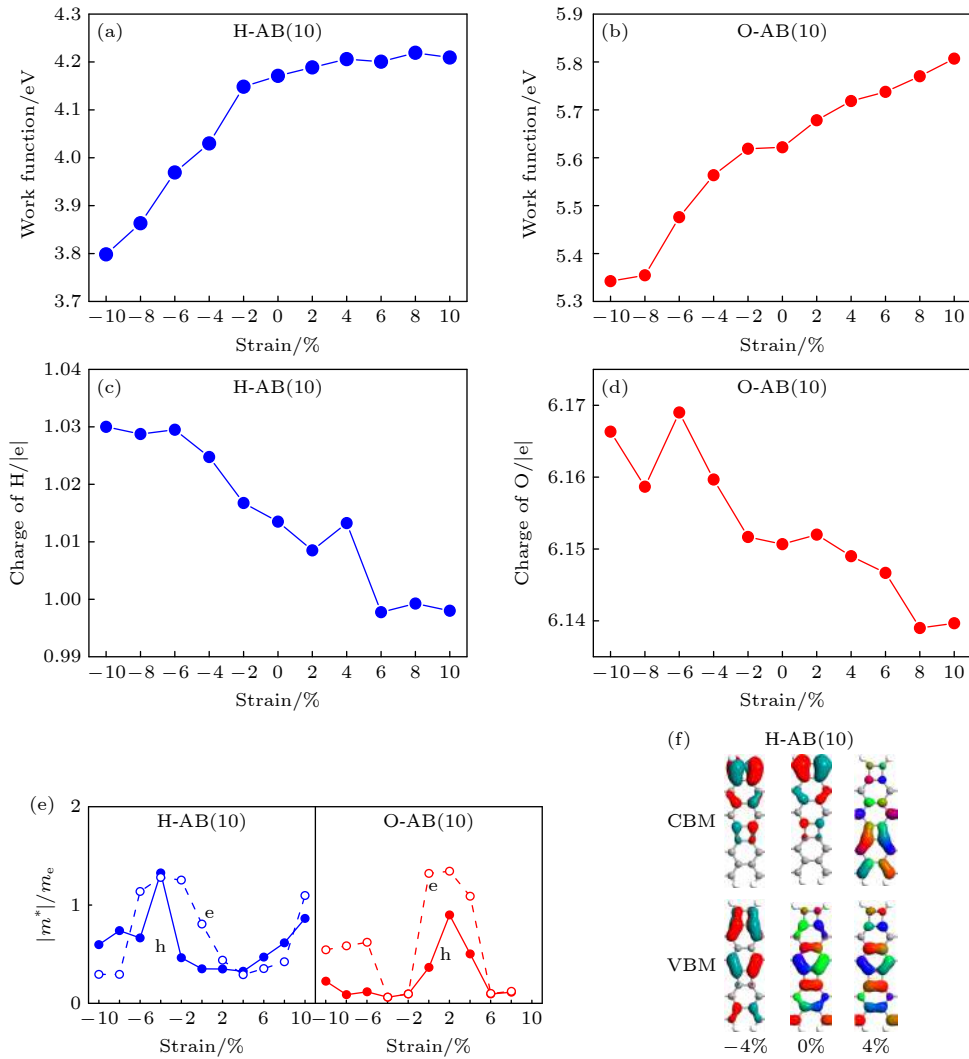 (a) H-AB(10)
Work function/eV
4.3
4.2
4.1
4.0
3.9
3.8
3.7
−10 −8 −6 −4 −2 0 2 4 6 8 10
Strain/%
(b) O-AB(10)
Work function/eV
5.9
5.8
5.7
5.6
5.5
5.4
5.3
−10 −8 −6 −4 −2 0 2 4 6 8 10
Strain/%
(c) H-AB(10)
Charge of H/|e|
1.04
1.03
1.02
1.01
1.00
0.99
−10 −8 −6 −4 −2 0 2 4 6 8 10
Strain/%
(d) O-AB(10)
Charge of O/|e|
6.17
6.16
6.15
6.14
−10 −8 −6 −4 −2 0 2 4 6 8 10
Strain/%
(e)
H-AB(10) O-AB(10)
|m*|/me
2
1
0
e
h
e
h
−10 −6 −2 2 6 10 −10 −6 −2 2 6 10
Strain/% Strain/%
(f)
H-AB(10)
CBM
VBM
−4% 0% 4%